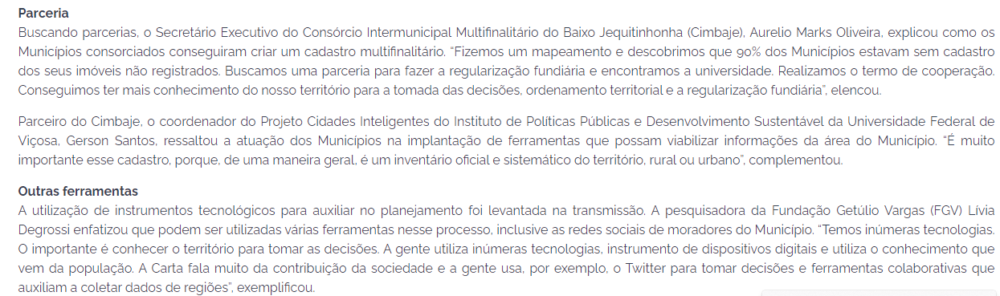 Parceria
Buscando parcerias, o Secretário Executivo do Consórcio Intermunicipal Multifinalitário do Baixo Jequitinhonha (Cimbaje), Aurelio Marks Oliveira, explicou como os
Municípios consorciados conseguiram criar um cadastro multifinalitário. “Fizemos um mapeamento e descobrimos que 90% dos Municípios estavam sem cadastro
dos seus imóveis não registrados. Buscamos uma parceria para fazer a regularização fundiária e encontramos a universidade. Realizamos o termo de cooperação.
Conseguimos ter mais conhecimento do nosso território para a tomada das decisões, ordenamento territorial e a regularização fundiária”, elencou.
Parceiro do Cimbaje, o coordenador do Projeto Cidades Inteligentes do Instituto de Políticas Públicas e Desenvolvimento Sustentável da Universidade Federal de
Viçosa, Gerson Santos, ressaltou a atuação dos Municípios na implantação de ferramentas que possam viabilizar informações da área do Município. “É muito
importante esse cadastro, porque, de uma maneira geral, é um inventário oficial e sistemático do território, rural ou urbano”, complementou.
Outras ferramentas
A utilização de instrumentos tecnológicos para auxiliar no planejamento foi levantada na transmissão. A pesquisadora da Fundação Getúlio Vargas (FGV) Lívia
Degrossi enfatizou que podem ser utilizadas várias ferramentas nesse processo, inclusive as redes sociais de moradores do Município. “Temos inúmeras tecnologias.
O importante é conhecer o território para tomar as decisões. A gente utiliza inúmeras tecnologias, instrumento de dispositivos digitais e utiliza o conhecimento que
vem da população. A Carta fala muito da contribuição da sociedade e a gente usa, por exemplo, o Twitter para tomar decisões e ferramentas colaborativas que
auxiliam a coletar dados de regiões”, exemplificou.